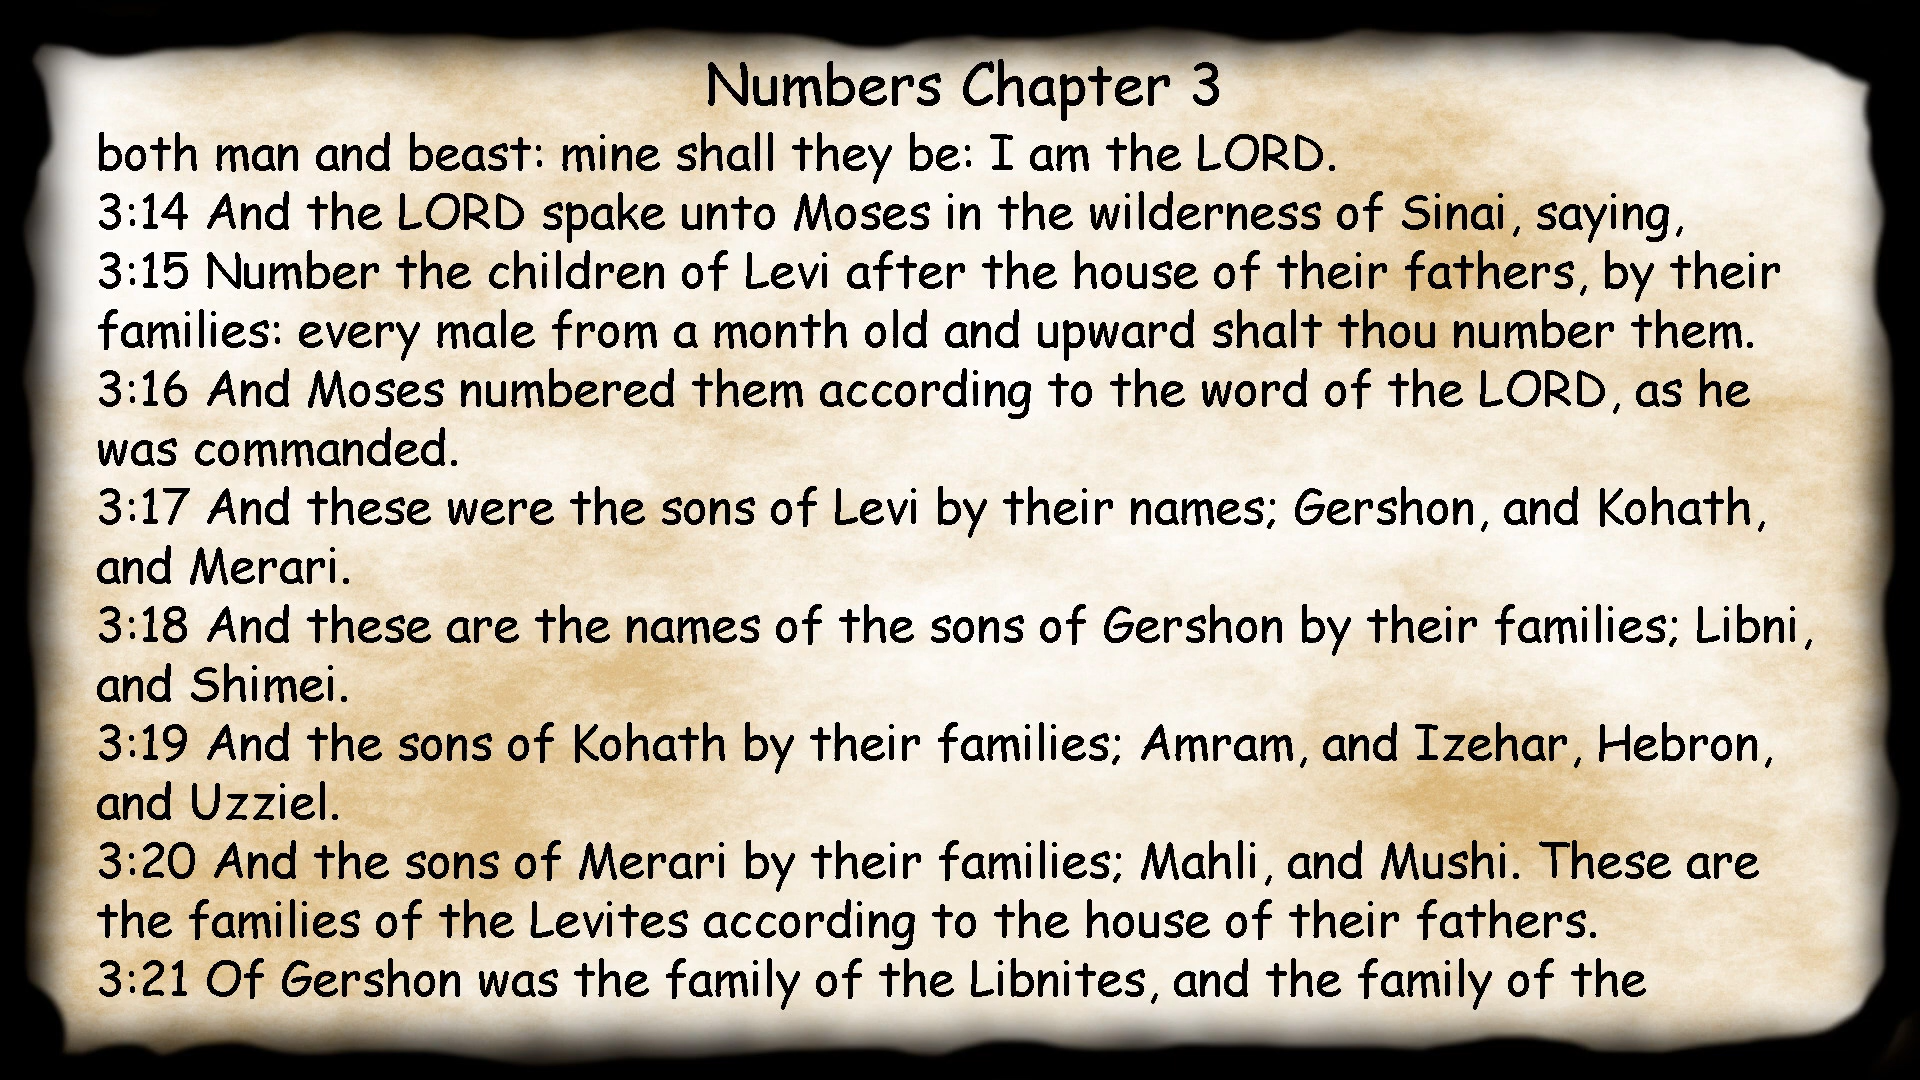 Numbers Chapter 3
both man and beast: mine shall they be: I am the LORD.
3:14 And the LORD spake unto Moses in the wilderness of Sinai, saying,
3:15 Number the children of Levi after the house of their fathers, by their
families: every male from a month old and upward shalt thou number them.
3:16 And Moses numbered them according to the word of the LORD, as he
was commanded.
3:17 And these were the sons of Levi by their names; Gershon, and Kohath,
and Merari.
3:18 And these are the names of the sons of Gershon by their families; Libni,
and Shimei.
3:19 And the sons of Kohath by their families; Amram, and Izehar, Hebron,
and Uzziel.
3:20 And the sons of Merari by their families; Mahli, and Mushi. These are
the families of the Levites according to the house of their fathers.
3:21 Of Gershon was the family of the Libnites, and the family of the